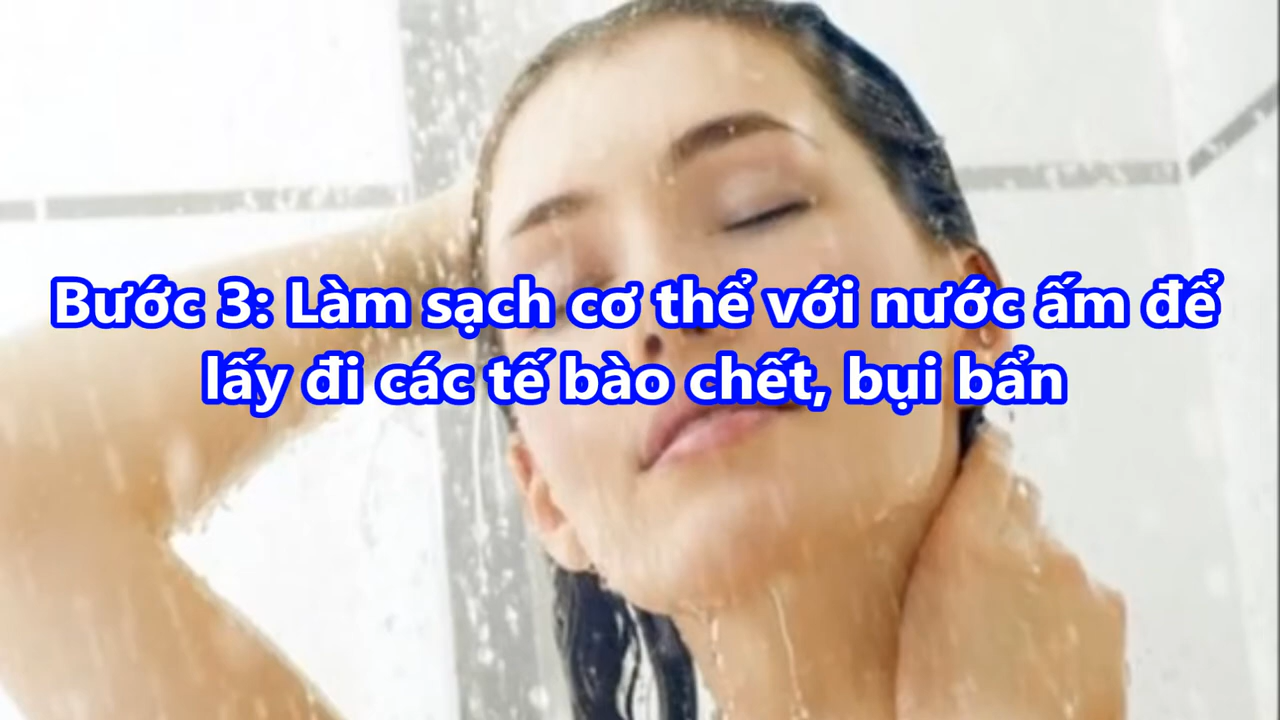 Bước 3: Làm sạch cơ thể với nước ấm để
lấy đi các tế bào chết, bụi bẩn